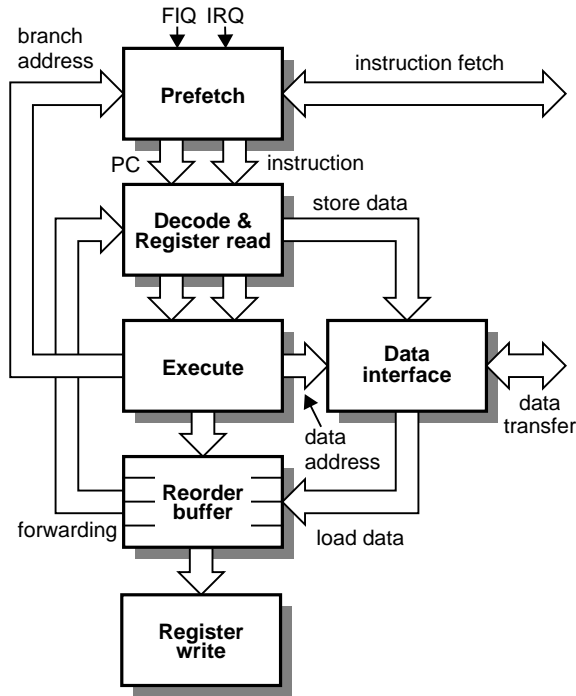 FIQ IRQ
branch
address
instruction fetch
Prefetch
PC
instruction
store data
Decode &
Register read
Execute
Data
interface
data
transfer
data
address
Reorder
buffer
forwarding
load data
Register
write